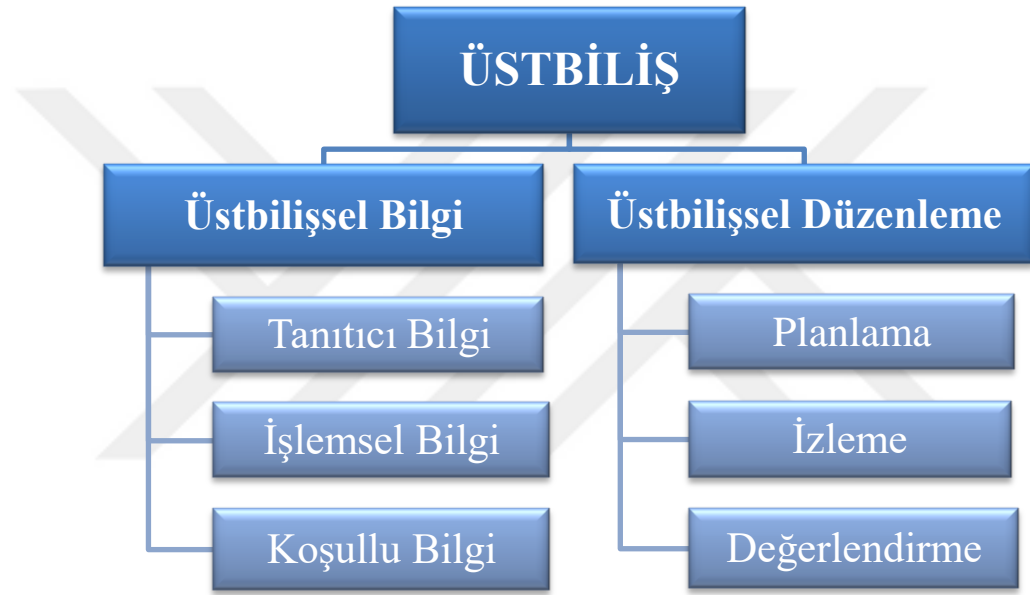 ÜSTBİLİŞ
Üstbilişsel Bilgi
Tanıtıcı Bilgi
İşlemsel Bilgi
Koşullu Bilgi
Üstbilişsel Düzenleme
Planlama
İzleme
Değerlendirme